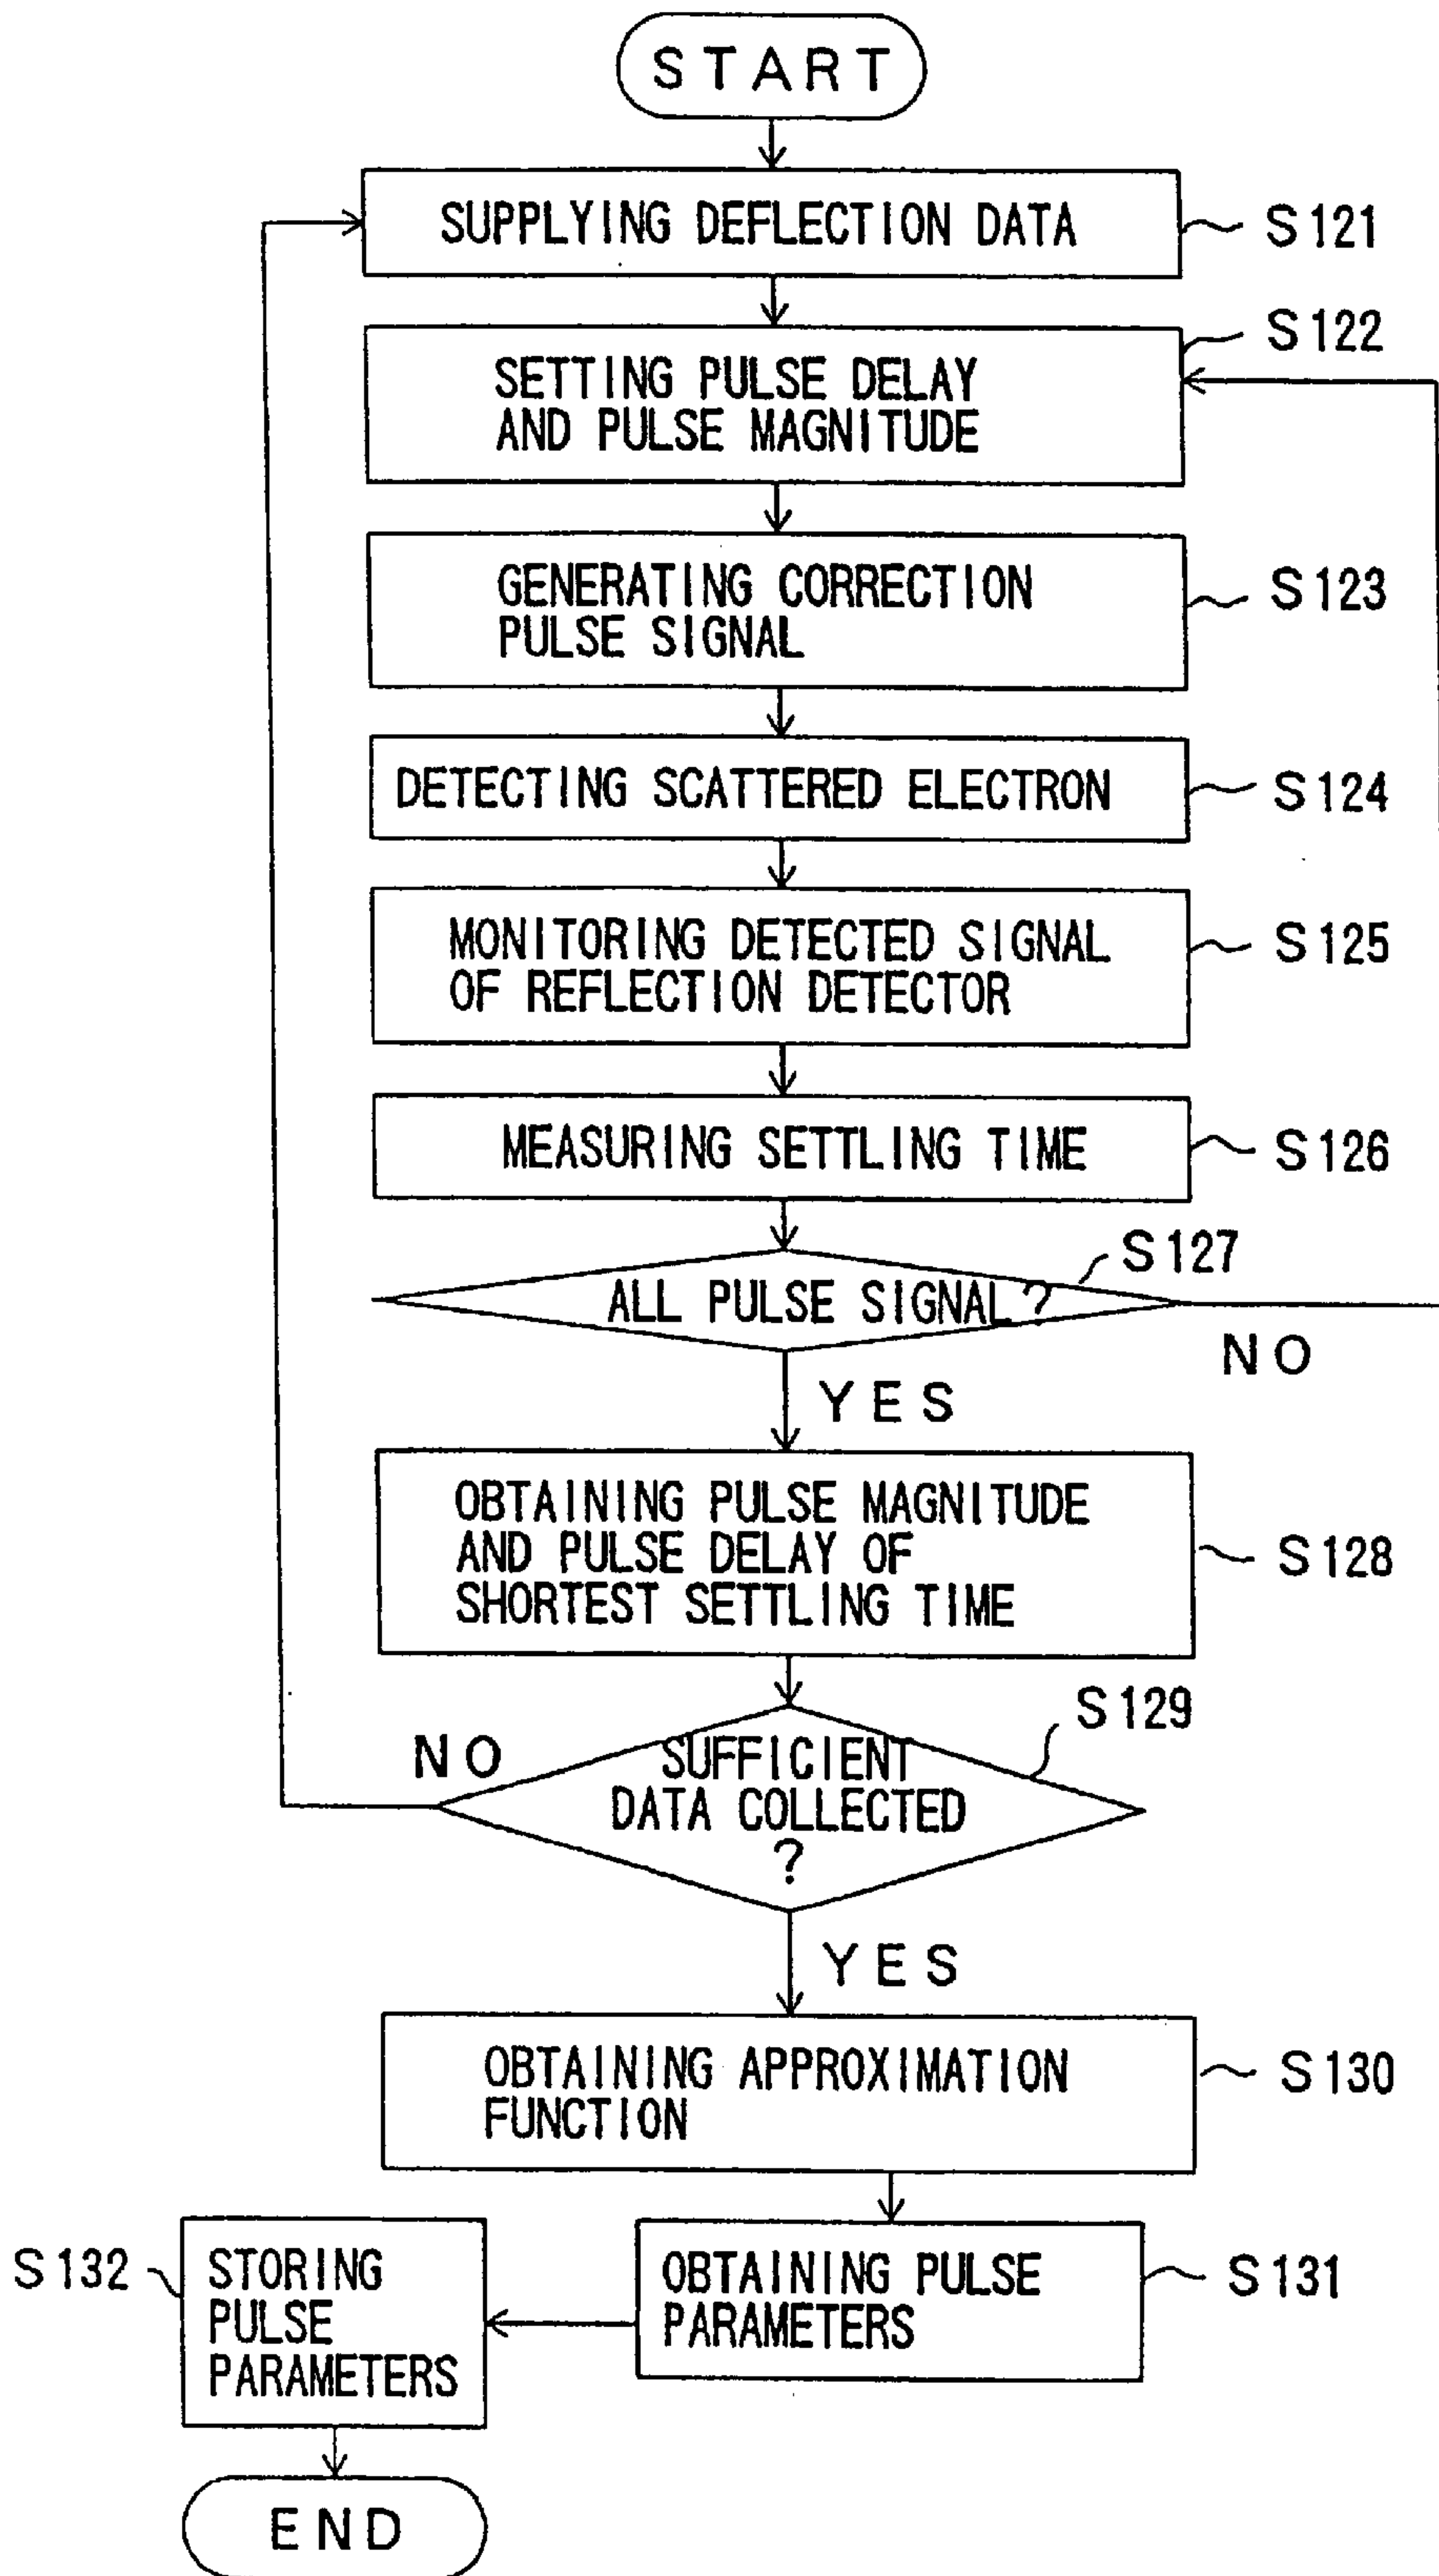 START
SUPPLYING DEFLECTION DATA
S121
SETTING PULSE DELAY
AND PULSE MAGNITUDE
S122
GENERATING CORRECTION
PULSE SIGNAL
S123
DETECTING SCATTERED ELECTRON
S124
MONITORING DETECTED SIGNAL
OF REFLECTION DETECTOR
S125
MEASURING SETTLING TIME
S126
ALL PULSE SIGNAL?
S127
NO
YES
OBTAINING PULSE MAGNITUDE
AND PULSE DELAY OF
SHORTEST SETTLING TIME
S128
SUFFICIENT
DATA COLLECTED
?
S129
NO
YES
OBTAINING APPROXIMATION
FUNCTION
S130
OBTAINING PULSE
PARAMETERS
S131
STORING
PULSE
PARAMETERS
S132
END